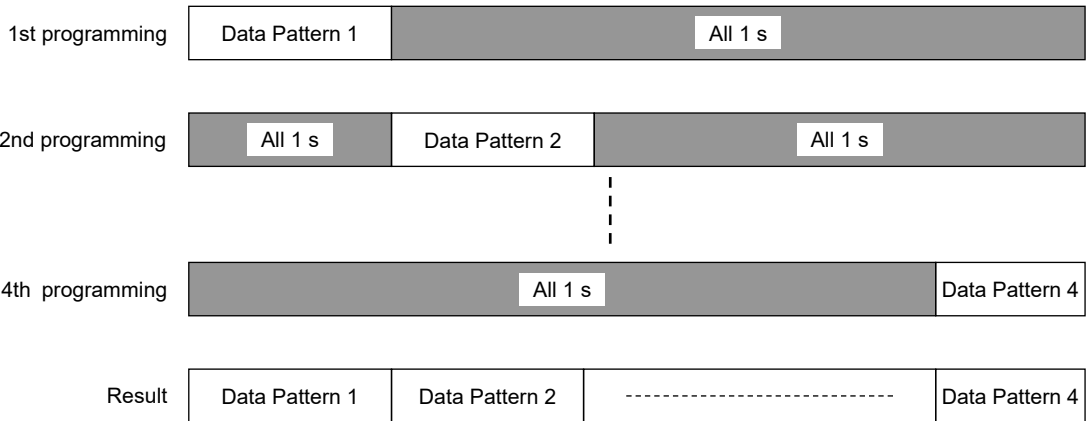 1st programming Data Pattern 1 All 1 s
2nd programming All 1 s Data Pattern 2 All 1 s
4th programming All 1 s Data Pattern 4
Result Data Pattern 1 Data Pattern 2 Data Pattern 4